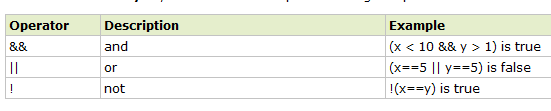 Operator Description Example
&& and (x < 10 && y > 1) is true
|| or (x==5 || y==5) is false
! not !(x==y) is true